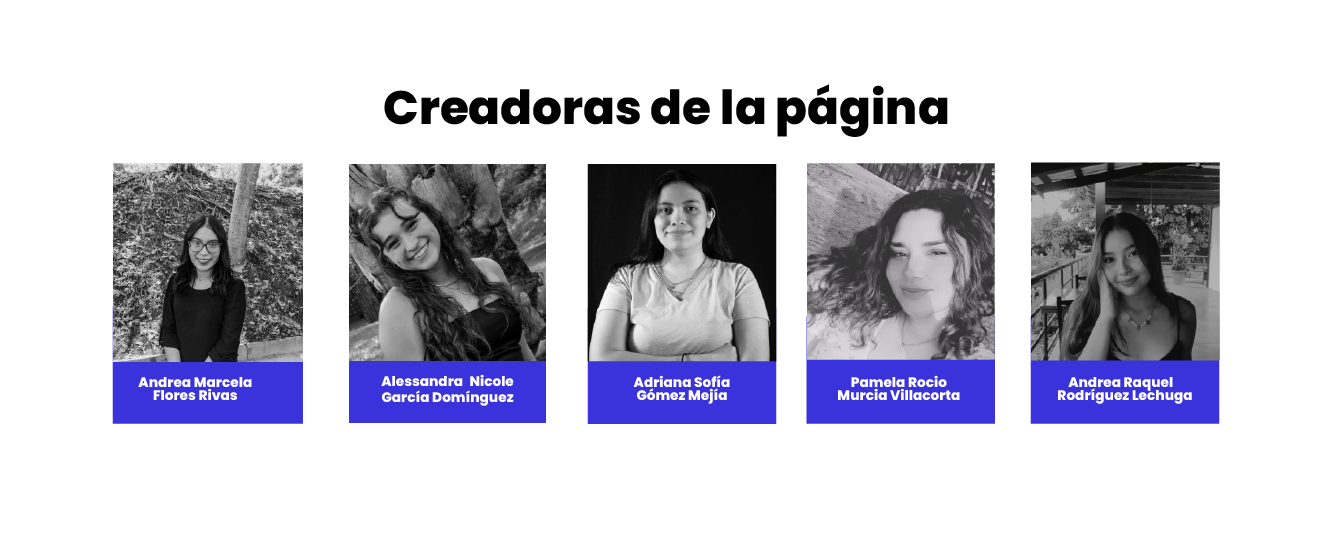 Creadoras de la página
Andrea Marcela
Flores Rivas
Alessandra  Nicole
García Domínguez
Adriana Sofía
Gómez Mejía
Pamela Rocio
Murcia Villacorta
Andrea Raquel
Rodríguez Lechuga